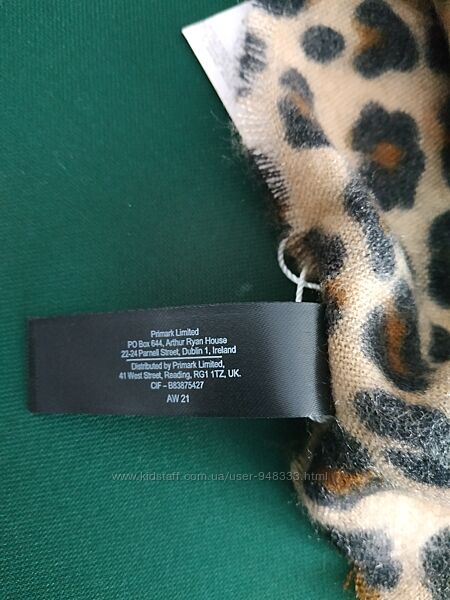 Primark Limited
PO Box 644, Arthur Ryan House
22-24 Parnell Street, Dublin 1, Ireland
Distributed by Primark Limited,
41 West Street, Reading, RG1 1TZ, UK.
CIF - B83875427
AW 21
www.kidstaff.com.ua/user-948333.html